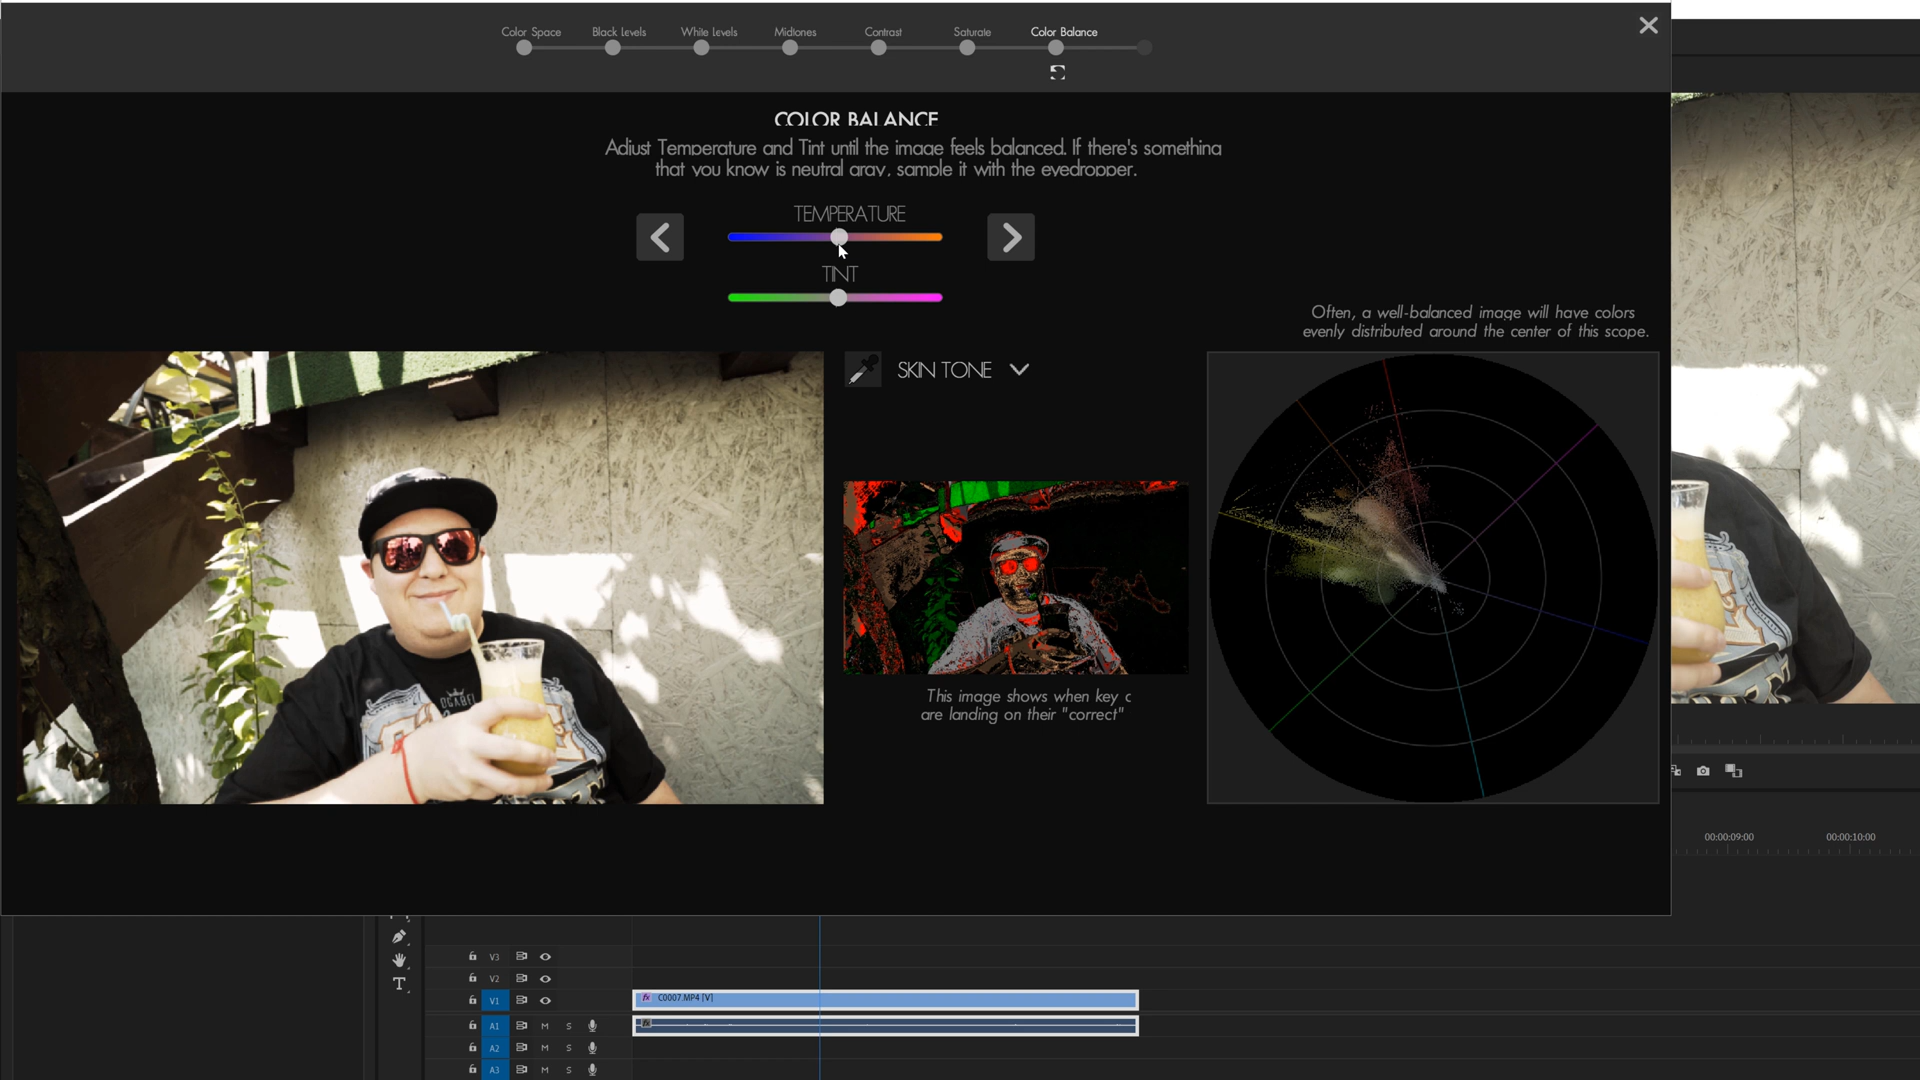 Color Space
Black Levels
White Levels
Midtones
Contrast
Saturate
Color Balance
COLOR BALANCE
Adjust Temperature and Tint until the image feels balanced. If there's something
that you know is neutral gray, sample it with the eyedropper.
TEMPERATURE
TINT
Often, a well-balanced image will have colors
evenly distributed around the center of this scope.
SKIN TONE
This image shows when key c
are landing on their "correct"
00:00:09:00
00:00:10:00
T
V3
V2
V1
fx C0007.MP4 [V]
A1 M S
A2 M S
A3 M S